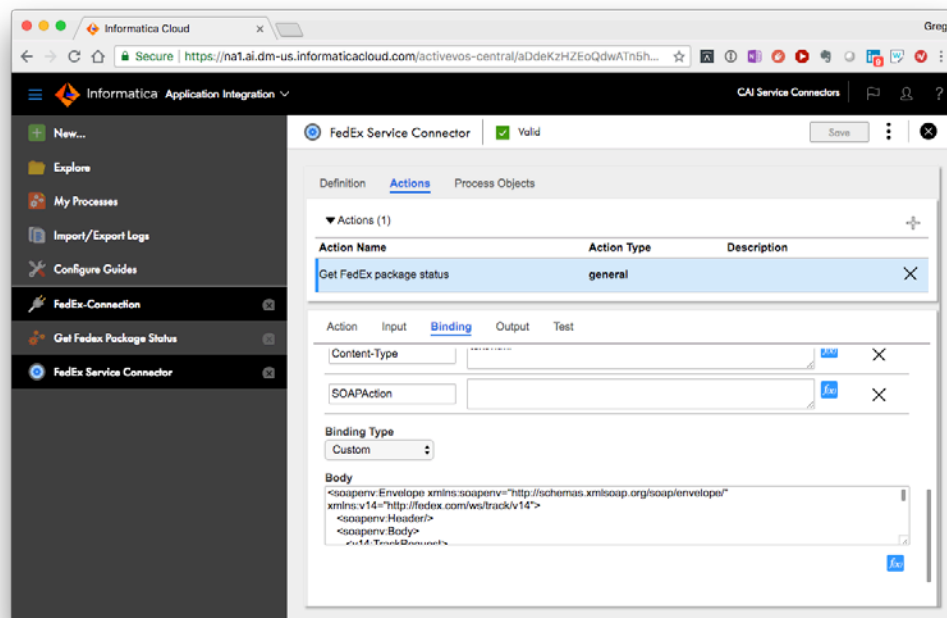 Informatica Cloud
Greg
Secure https://na1.ai.dm-us.informaticacloud.com/activevos-central/aDdeKzHZEoQdwATn5h...
Informatica Application Integration
CAI Service Connectors
?
New...
Explore
My Processes
Import/Export Logs
Configure Guides
FedEx-Connection
Get Fedex Package Status
FedEx Service Connector
FedEx Service Connector
Valid
Save
Definition Actions Process Objects
Actions (1)
Action Name Action Type Description
Get FedEx package status general
Action Input Binding Output Test
Content-Type
SOAPAction
f(x)
Binding Type
Custom
Body
<soapenv:Envelope xmlns:soapenv="http://schemas.xmlsoap.org/soap/envelope/"
xmlns:v14="http://fedex.com/ws/track/v14">
<soapenv:Header/>
<soapenv:Body>
<v14:TrackRequest>
f(x)